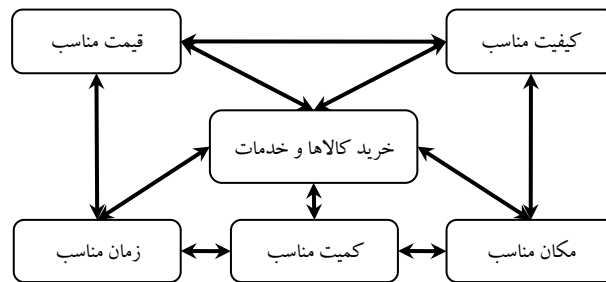 کیفیت مناسب
قیمت مناسب
خرید کالاها و خدمات
مکان مناسب
کمیت مناسب
زمان مناسب